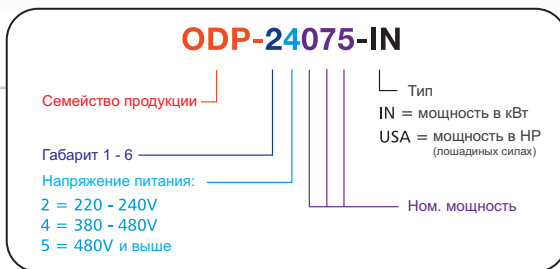 ODP-24075-IN
Семейство продукции
Тип
IN = мощность в кВт
USA = мощность в HP
(лошадиных силах)
Габарит 1 - 6
Напряжение питания:
2 = 220 - 240V
4 = 380 - 480V
5 = 480V и выше
Ном. мощность